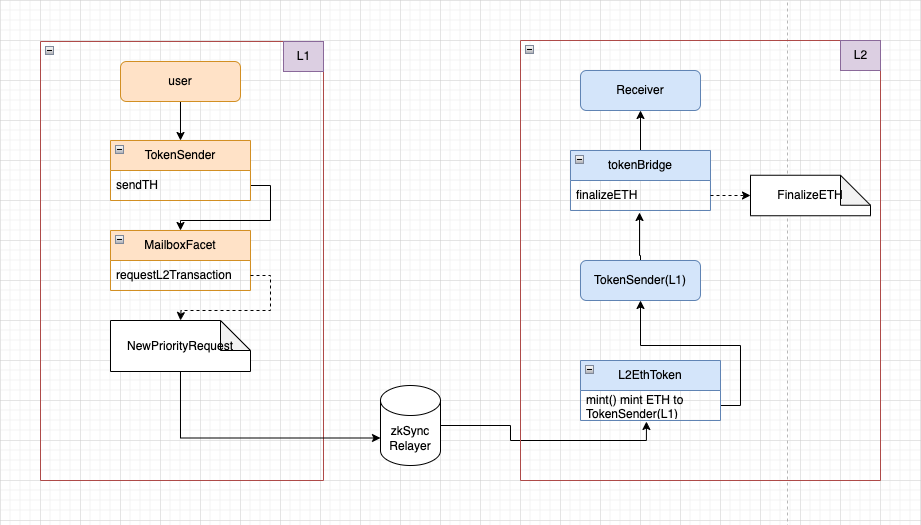 L1
user
TokenSender
sendTH
MailboxFacet
requestL2Transaction
NewPriorityRequest
zkSync
Relayer
L2
Receiver
tokenBridge
finalizeETH
FinalizeETH
TokenSender(L1)
L2EthToken
mint() mint ETH to
TokenSender(L1)